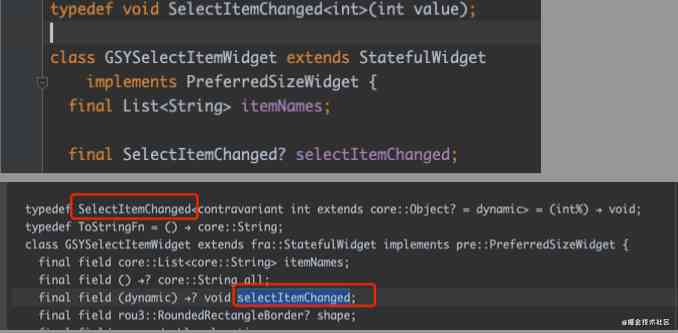 typedef void SelectItemChanged<int>(int value);
class GSYSelectItemWidget extends StatefulWidget
implements PreferredSizeWidget {
final List<String> itemNames;
final SelectItemChanged? selectItemChanged;
typedef SelectItemChanged<contravariant int extends core::Object? = dynamic> = (int%) → void;
typedef ToStringFn = () → core::String;
class GSYSelectItemWidget extends fra::StatefulWidget implements pre::PreferredSizeWidget {
final field core::List<core::String> itemNames;
final field () →? core::String all;
final field (dynamic) →? void selectItemChanged;
final field rou3::RoundedRectangleBorder? shape;
@掘金技术社区